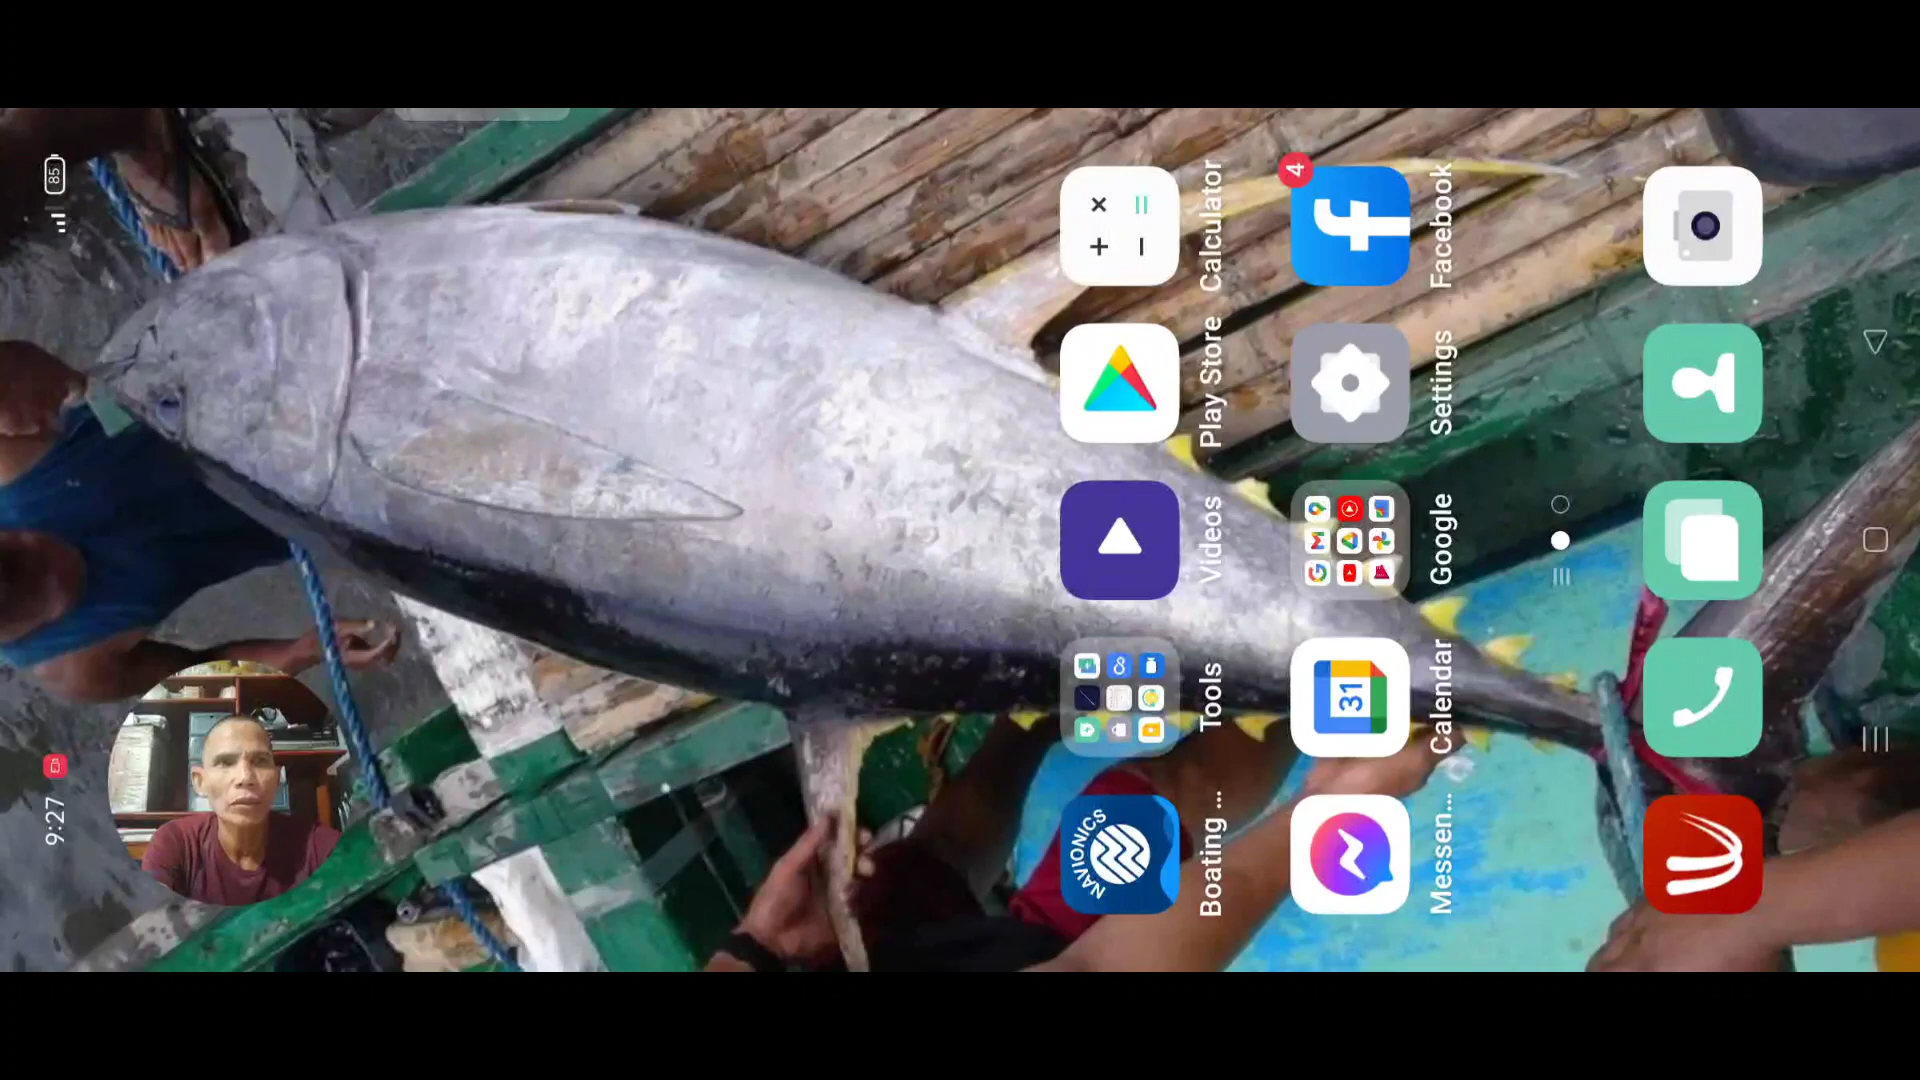 9:27
85
NAVIONICS
Boating ...
Tools
Videos
Play Store
Calculator
31
Messen...
Calendar
Google
Settings
4
Facebook